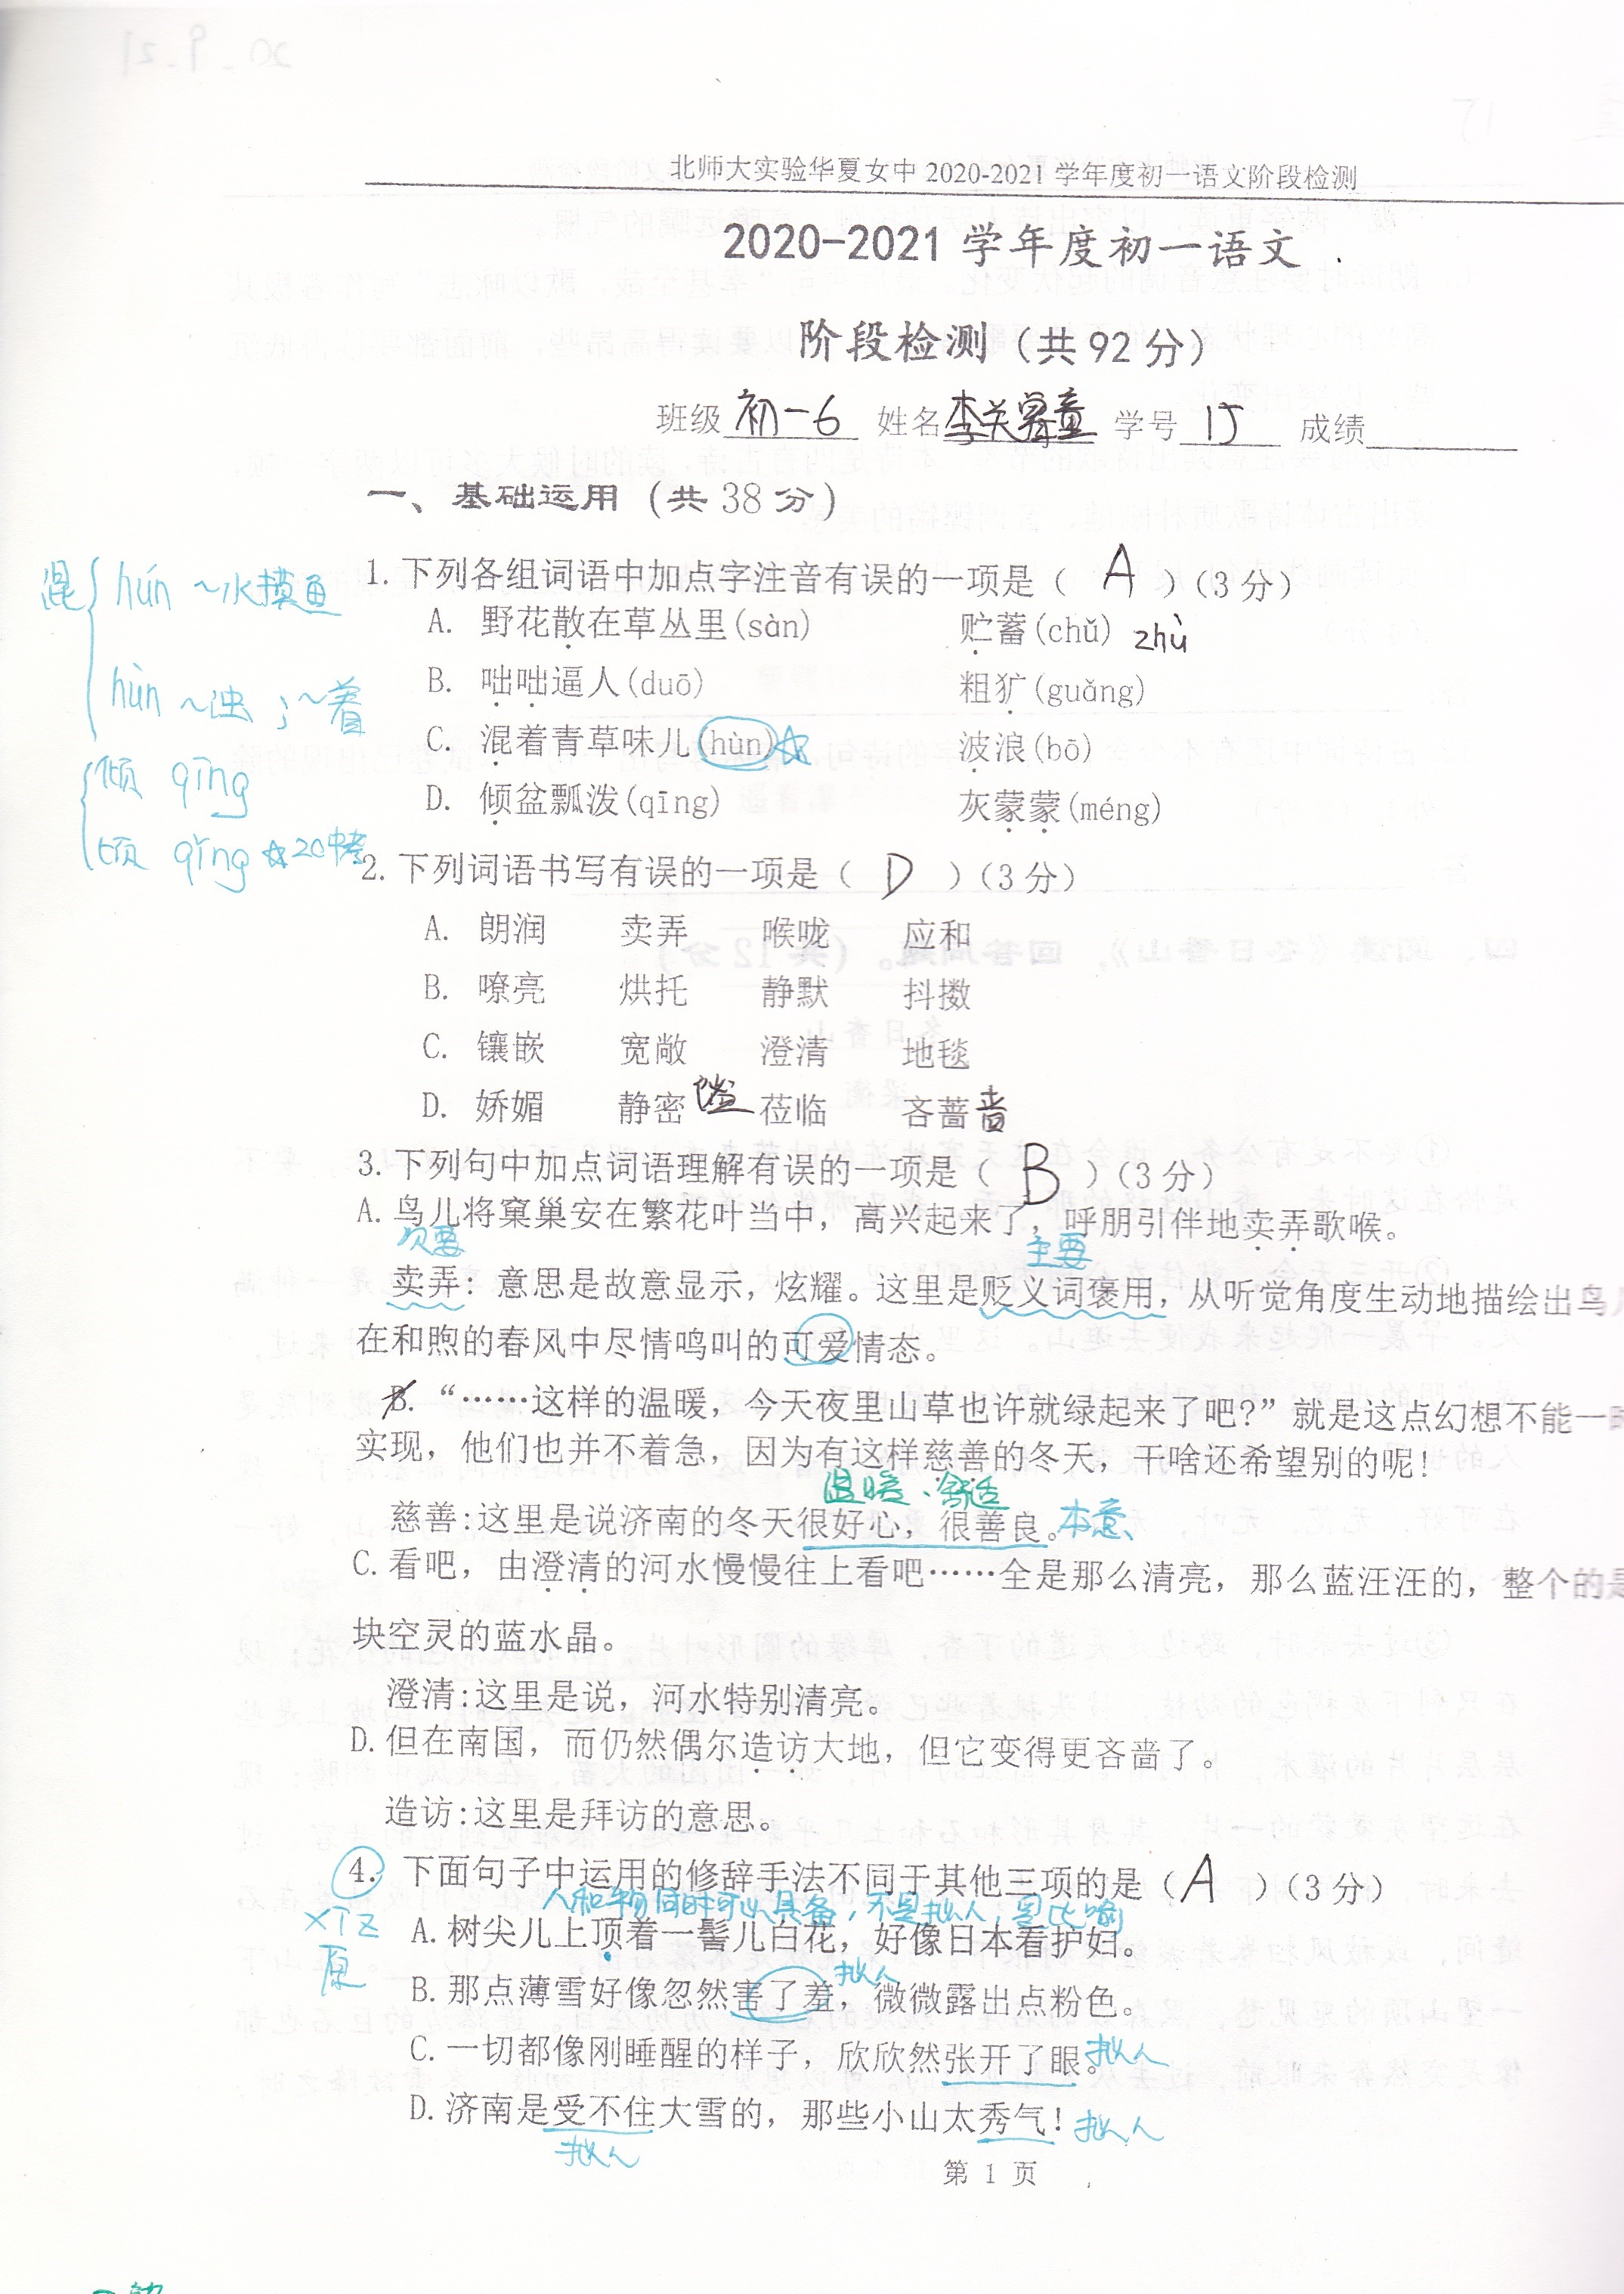 北师大实验华夏女中 2020-2021 学年度初一语文阶段检测
2020-2021 学年度初一语文
阶段检测（共 92 分）
班级 初一6 姓名 李关睿童 学号 15 成绩
一、基础运用（共 38 分）
混 hún ～水摸鱼
hùn ～浊；～着
倾 qīng
顷 qǐng ☆20中考
1. 下列各组词语中加点字注音有误的一项是（ A ）（3 分）
A. 野花散在草丛里(sàn) 贮蓄(chǔ) zhù
B. 咄咄逼人(duō) 粗犷(guǎng)
C. 混着青草味儿(hùn)☆ 波浪(bō)
D. 倾盆瓢泼(qīng) 灰蒙蒙(méng)
2. 下列词语书写有误的一项是（ D ）（3 分）
A. 朗润 卖弄 喉咙 应和
B. 嘹亮 烘托 静默 抖擞
C. 镶嵌 宽敞 澄清 地毯
D. 娇媚 静密 谧 莅临 吝蔷 啬
3. 下列句中加点词语理解有误的一项是（ B ）（3 分）
A. 鸟儿将窠巢安在繁花叶当中，高兴起来了，呼朋引伴地卖弄歌喉。
次要 主要
卖弄：意思是故意显示，炫耀。这里是贬义词褒用，从听觉角度生动地描绘出鸟儿
在和煦的春风中尽情鸣叫的可爱情态。
B. “……这样的温暖，今天夜里山草也许就绿起来了吧？”就是这点幻想不能一时
实现，他们也并不着急，因为有这样慈善的冬天，干啥还希望别的呢！
温暖、舒适
慈善：这里是说济南的冬天很好心，很善良。本意、
C. 看吧，由澄清的河水慢慢往上看吧……全是那么清亮，那么蓝汪汪的，整个的是
块空灵的蓝水晶。
澄清：这里是说，河水特别清亮。
D. 但在南国，雨仍然偶尔造访大地，但它变得更吝啬了。
造访：这里是拜访的意思。
4. 下面句子中运用的修辞手法不同于其他三项的是（ A ）（3 分）
人和物同时可以具备，不是拟人，是比喻
XTZ
原
A. 树尖儿上顶着一髻儿白花，好像日本看护妇。
B. 那点薄雪好像忽然害了羞，微微露出点粉色。 拟人
C. 一切都像刚睡醒的样子，欣欣然张开了眼。 拟人
D. 济南是受不住大雪的，那些小山太秀气！ 拟人
拟人
第 1 页